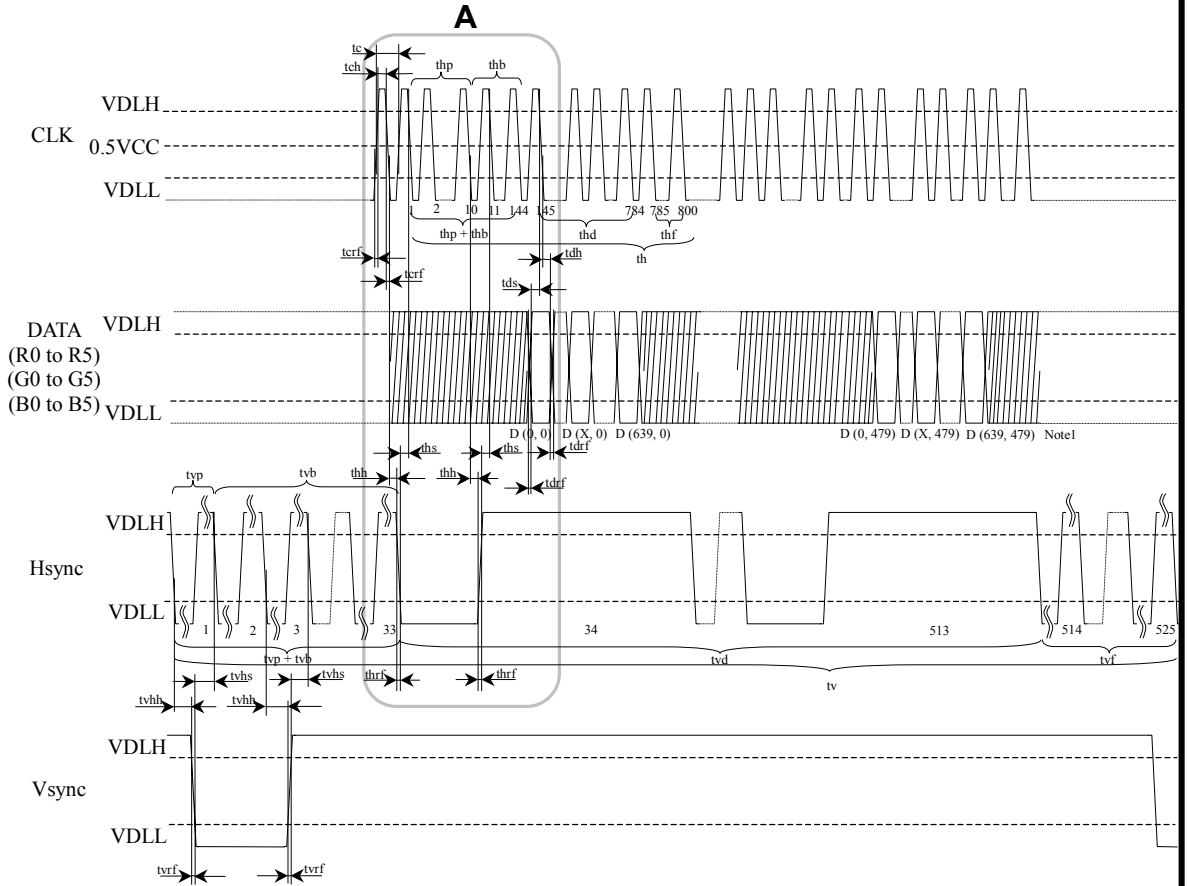 A
tc
tch
thp
thb
VDLH
CLK
0.5VCC
VDLL
1
2
10
11
144
145
784
785
800
thp + thb
thd
thf
th
tcrf
tcrf
tdh
tds
DATA
(R0 to R5)
(G0 to G5)
(B0 to B5)
VDLH
VDLL
D (0, 0)
D (X, 0)
D (639, 0)
D (0, 479)
D (X, 479)
D (639, 479)
Note1
ths
ths
tdrf
thh
thh
tdrf
tvp
tvb
VDLH
Hsync
VDLL
1
2
3
33
34
513
514
525
tvp + tvb
tvd
tvf
tv
tvhs
tvhs
thrf
thrf
tvhh
tvhh
VDLH
Vsync
VDLL
tvrf
tvrf